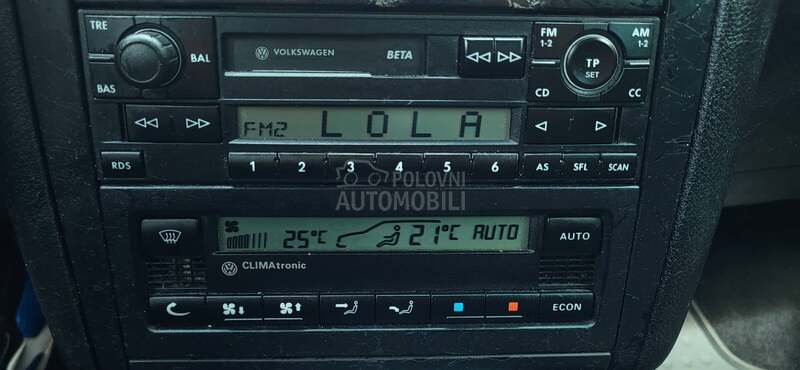 TRE
BAL
BAS
VOLKSWAGEN BETA
FM 1-2
AM 1-2
TP SET
CD
CC
FM2 LOLA
RDS
1 2 3 4 5 6
AS SFL SCAN
POLOVNI
AUTOMOBILI
25°C 21°C AUTO
AUTO
CLIMAtronic
ECON